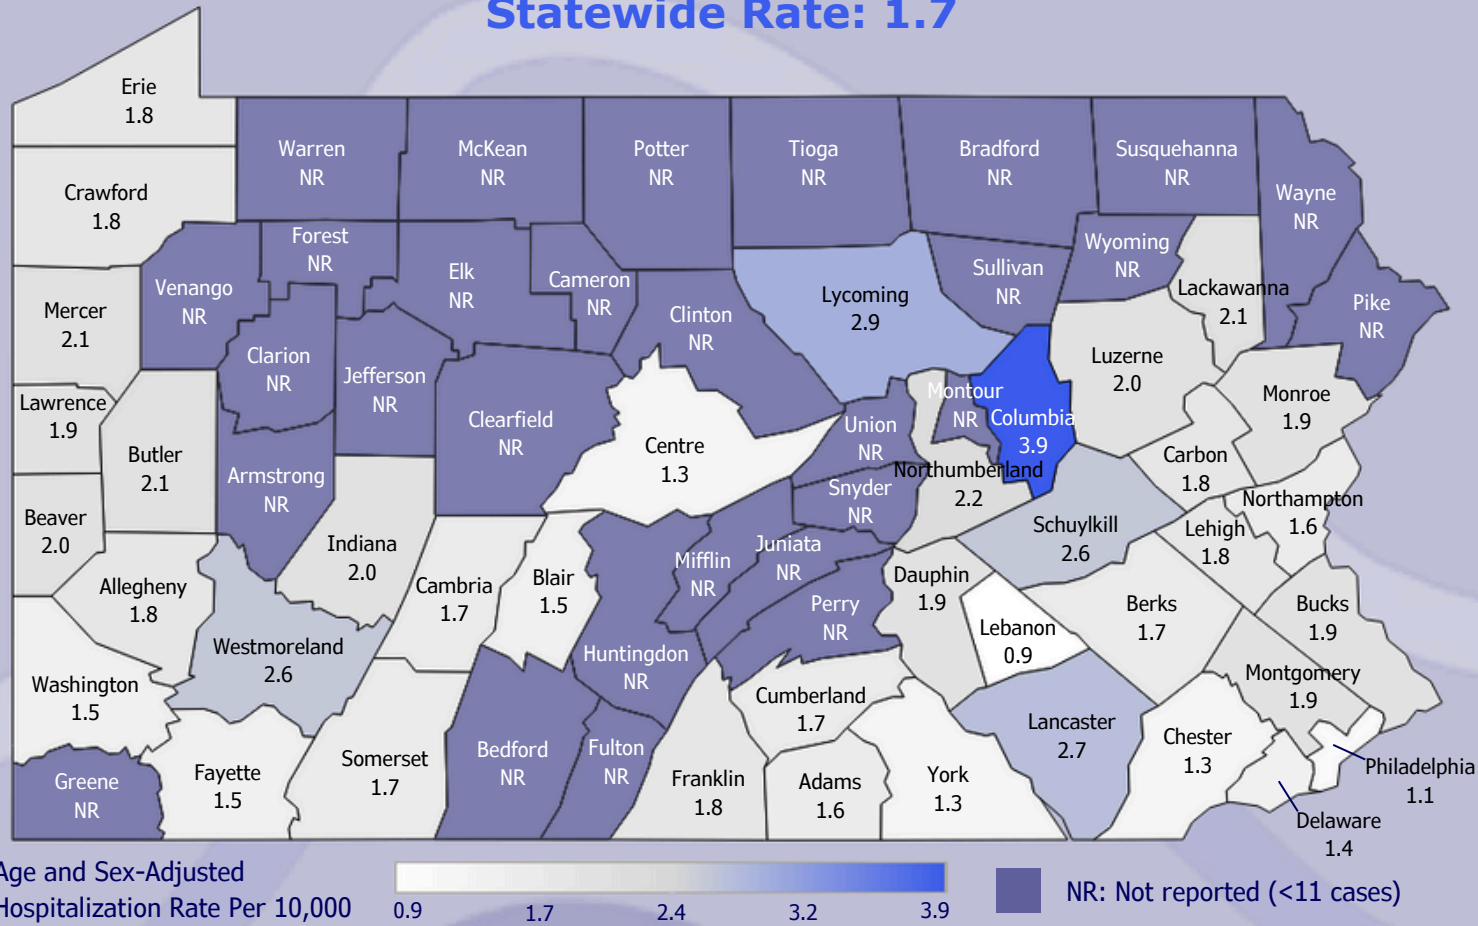 Statewide Rate: 1.7
Erie
1.8
Crawford
1.8
Warren
NR
McKean
NR
Potter
NR
Tioga
NR
Bradford
NR
Susquehanna
NR
Wayne
NR
Forest
NR
Venango
NR
Elk
NR
Cameron
NR
Clinton
NR
Lycoming
2.9
Sullivan
NR
Wyoming
NR
Lackawanna
2.1
Pike
NR
Mercer
2.1
Clarion
NR
Jefferson
NR
Clearfield
NR
Centre
1.3
Union
NR
Montour
NR
Columbia
3.9
Luzerne
2.0
Monroe
1.9
Lawrence
1.9
Butler
2.1
Armstrong
NR
Snyder
NR
Northumberland
2.2
Carbon
1.8
Northampton
1.6
Beaver
2.0
Indiana
2.0
Schuylkill
2.6
Lehigh
1.8
Allegheny
1.8
Cambria
1.7
Blair
1.5
Mifflin
NR
Juniata
NR
Perry
NR
Dauphin
1.9
Lebanon
0.9
Berks
1.7
Bucks
1.9
Westmoreland
2.6
Huntingdon
NR
Montgomery
1.9
Washington
1.5
Cumberland
1.7
Lancaster
2.7
Chester
1.3
Greene
NR
Fayette
1.5
Somerset
1.7
Bedford
NR
Fulton
NR
Franklin
1.8
Adams
1.6
York
1.3
Philadelphia
1.1
Delaware
1.4
Age and Sex-Adjusted
Hospitalization Rate Per 10,000
0.9 1.7 2.4 3.2 3.9
NR: Not reported (<11 cases)